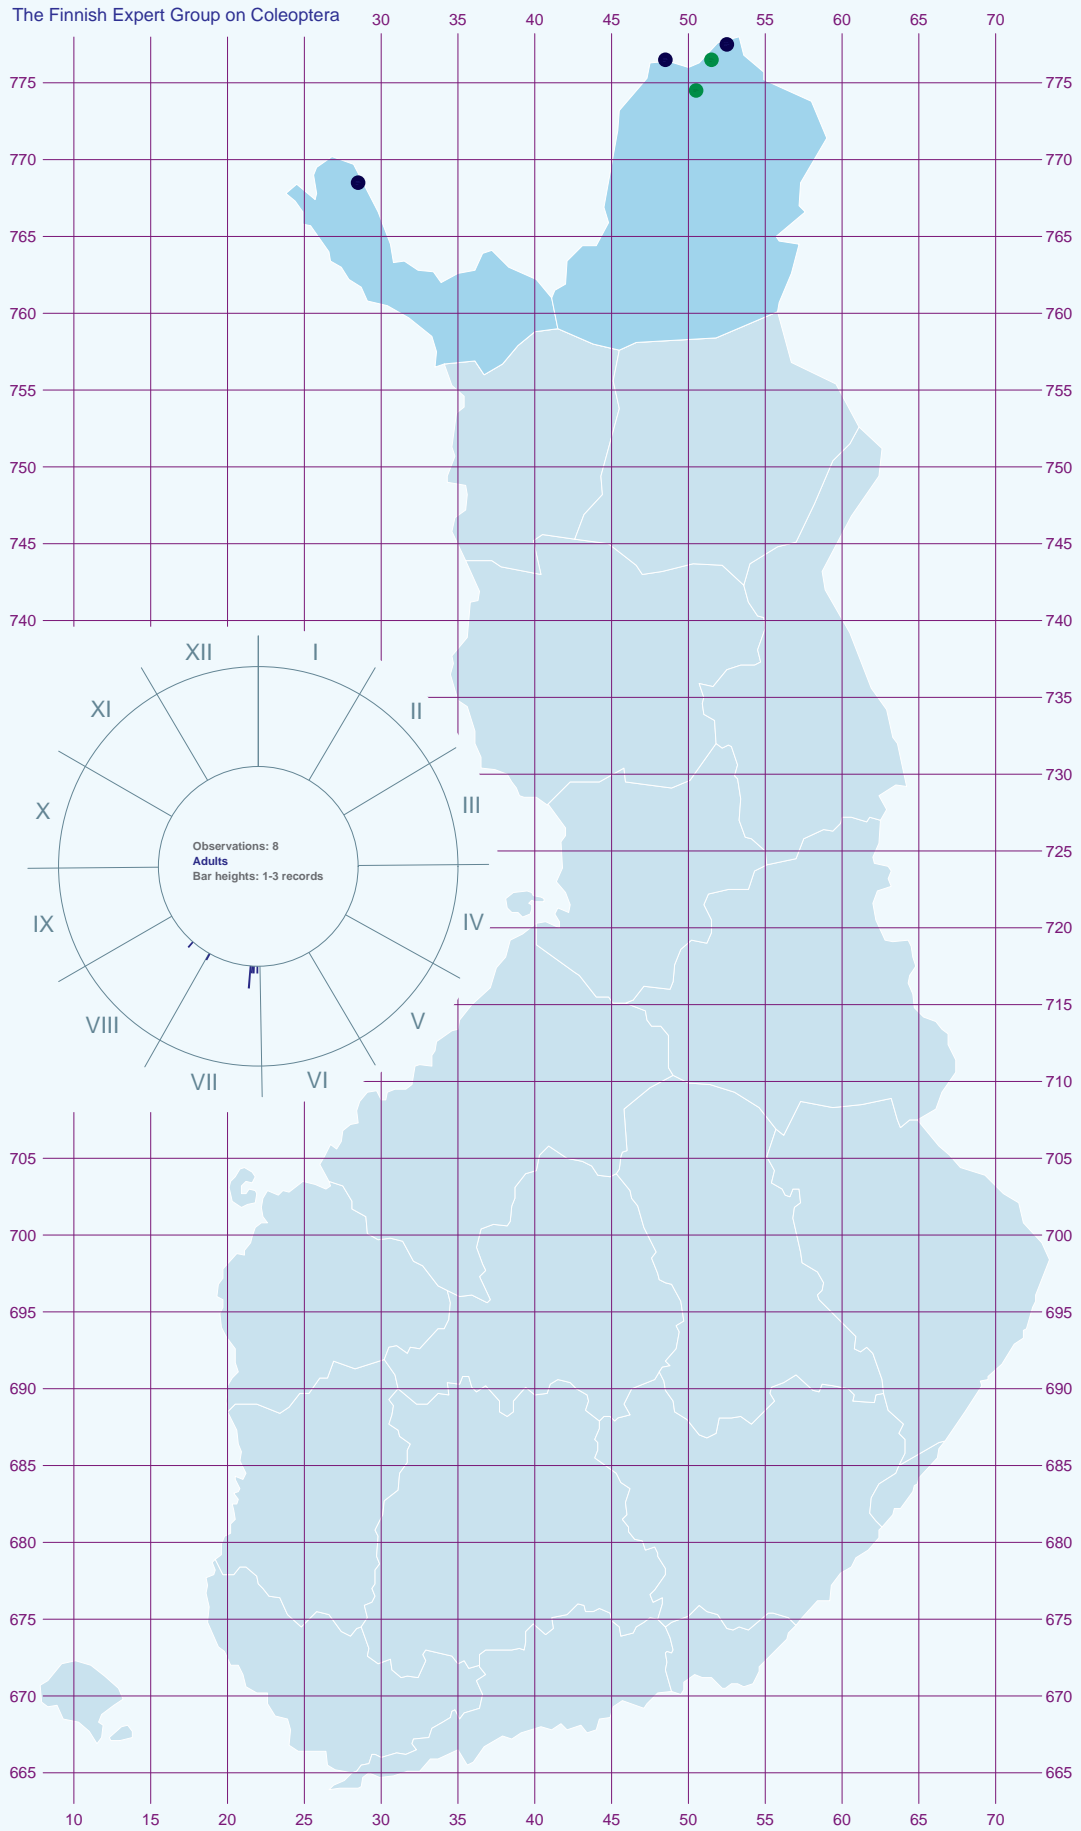 The Finnish Expert Group on Coleoptera 30 35 40 45 50 55 60 65 70
775 775
770 770
765 765
760 760
755 755
750 750
745 745
740 740
XII I
735
XI II
730
X III
725
Observations: 8
Adults
Bar heights: 1-3 records
IX IV 720
715
VIII V
VII VI 710
705 705
700 700
695 695
690 690
685 685
680 680
675 675
670 670
665 665
10 15 20 25 30 35 40 45 50 55 60 65 70